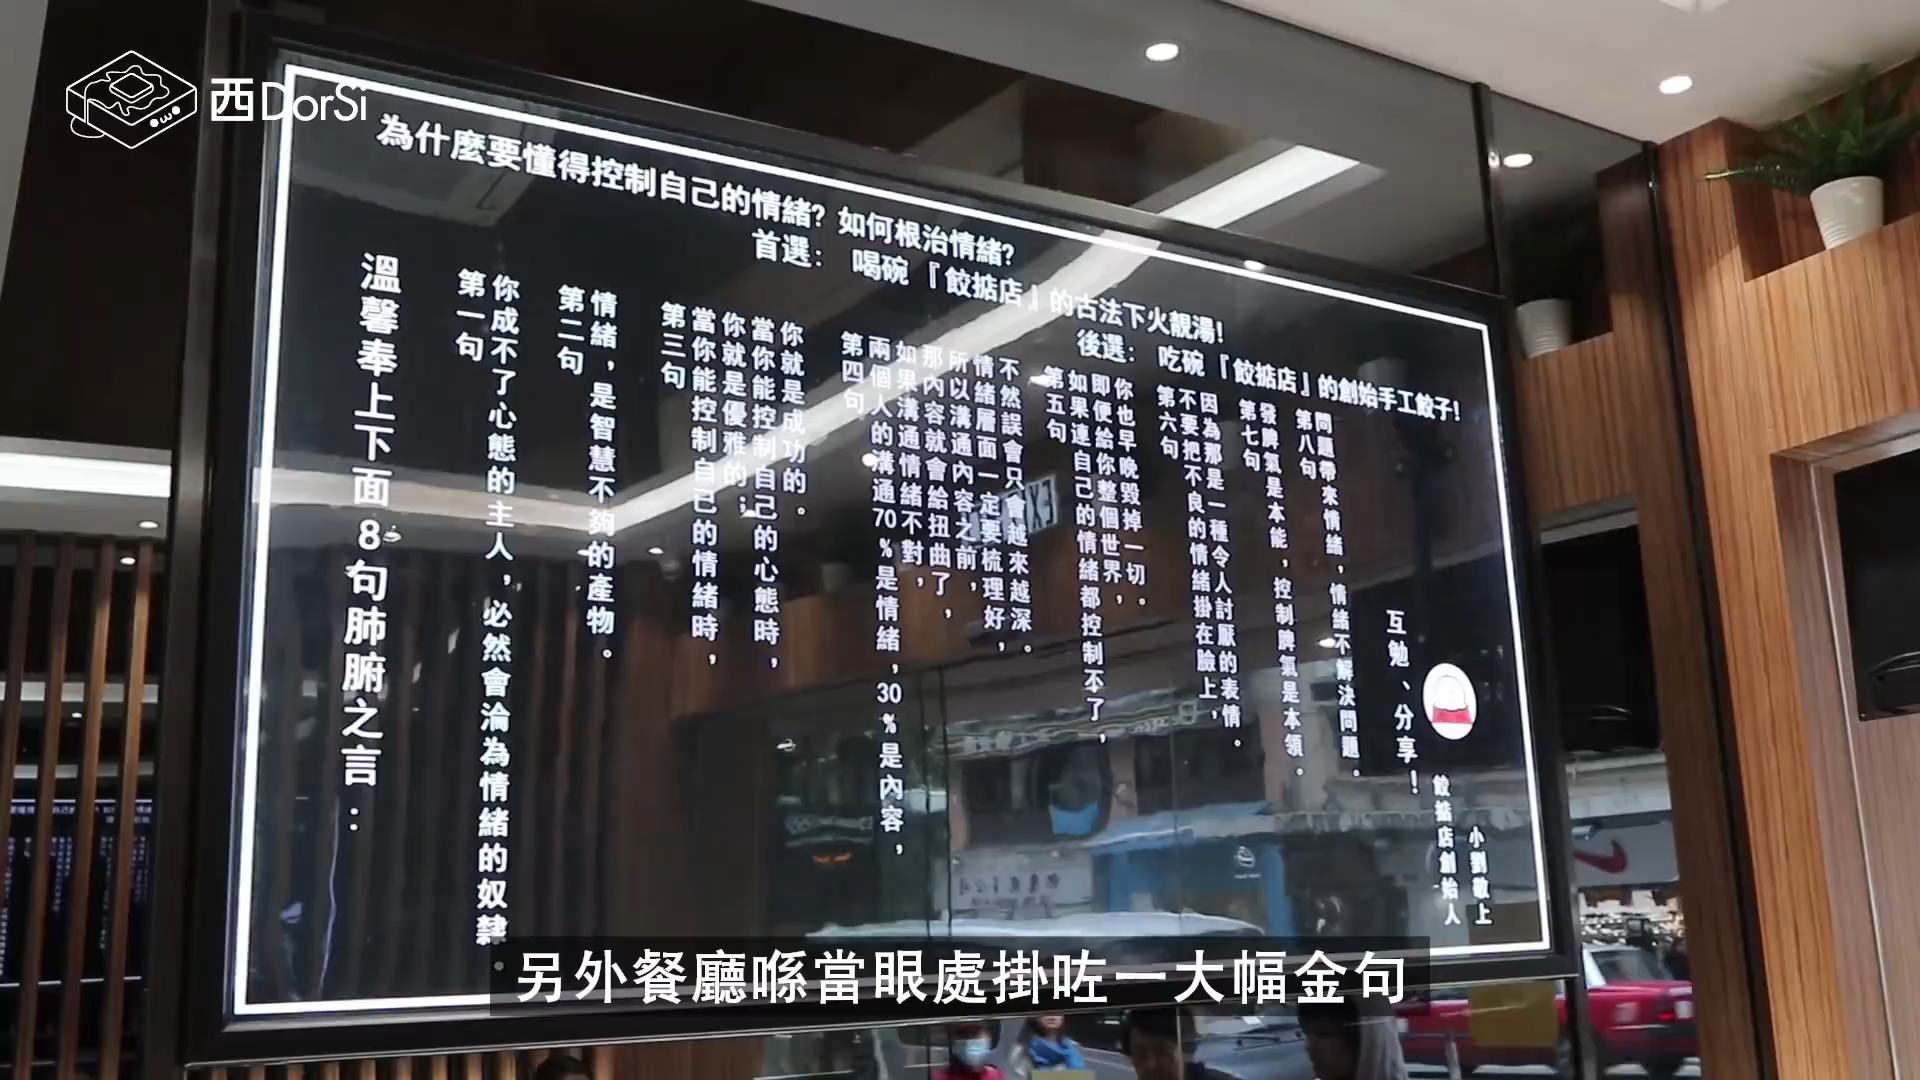 西DorSi
為什麼要懂得控制自己的情緒？如何根治情緒？
首選： 喝碗『餃掂店』的古法下火靚湯！
後選： 吃碗『餃掂店』的創始手工餃子！
溫馨奉上下面8句肺腑之言：
第一句
你成不了心態的主人，必然會淪為情緒的奴隸
第二句
情緒，是智慧不夠的產物。
第三句
當你能控制自己的情緒時，
你就是優雅的；
當你能控制自己的心態時，
你就是成功的。
第四句
兩個人的溝通70%是情緒，30%是內容，
如果溝通情緒不對，
那內容就會給扭曲了，
所以溝通內容之前，
情緒層面一定要梳理好，
不然誤會只會越來越深。
第五句
如果連自己的情緒都控制不了，
即便給你整個世界，
你也早晚毀掉一切。
第六句
不要把不良的情緒掛在臉上，
因為那是一種令人討厭的表情。
第七句
發脾氣是本能，控制脾氣是本領。
第八句
問題帶來情緒，情緒不解決問題。
互勉、分享！
餃掂店創始人
小劉敬上
另外餐廳喺當眼處掛咗一大幅金句